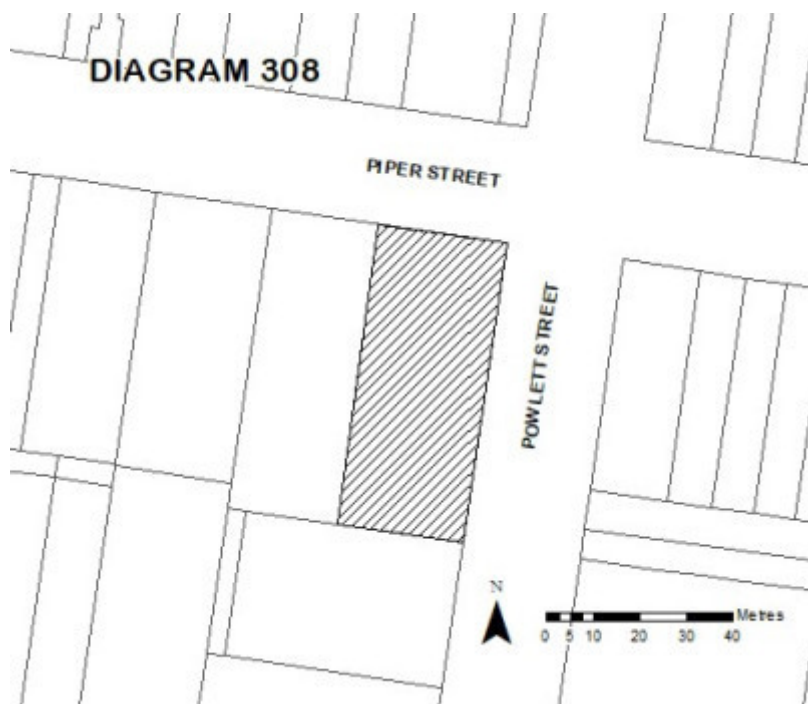 DIAGRAM 308
PIPER STREET
POWLETT STREET
N
Metres
0 5 10 20 30 40